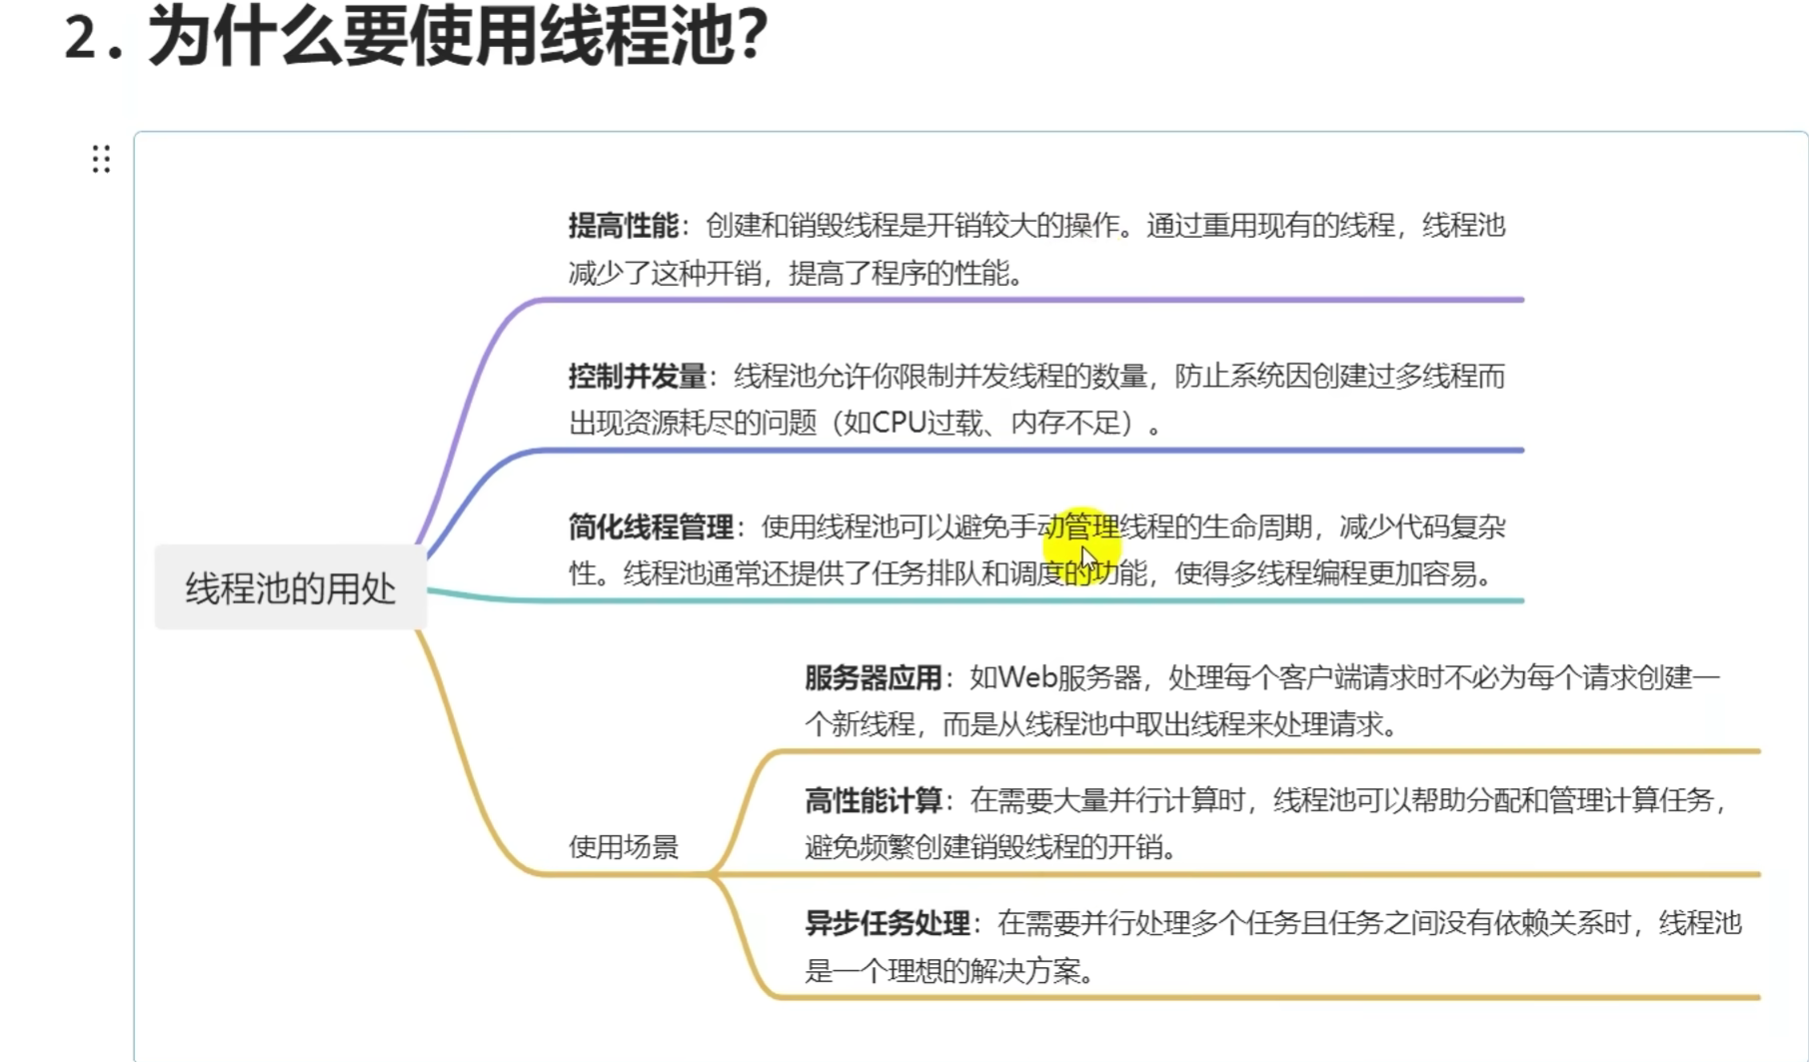 2. 为什么要使用线程池？
提高性能：创建和销毁线程是开销较大的操作。通过重用现有的线程，线程池
减少了这种开销，提高了程序的性能。
控制并发量：线程池允许你限制并发线程的数量，防止系统因创建过多线程而
出现资源耗尽的问题（如CPU过载、内存不足）。
简化线程管理：使用线程池可以避免手动管理线程的生命周期，减少代码复杂
性。线程池通常还提供了任务排队和调度的功能，使得多线程编程更加容易。
线程池的用处
服务器应用：如Web服务器，处理每个客户端请求时不必为每个请求创建一
个新线程，而是从线程池中取出线程来处理请求。
高性能计算：在需要大量并行计算时，线程池可以帮助分配和管理计算任务，
避免频繁创建销毁线程的开销。
使用场景
异步任务处理：在需要并行处理多个任务且任务之间没有依赖关系时，线程池
是一个理想的解决方案。